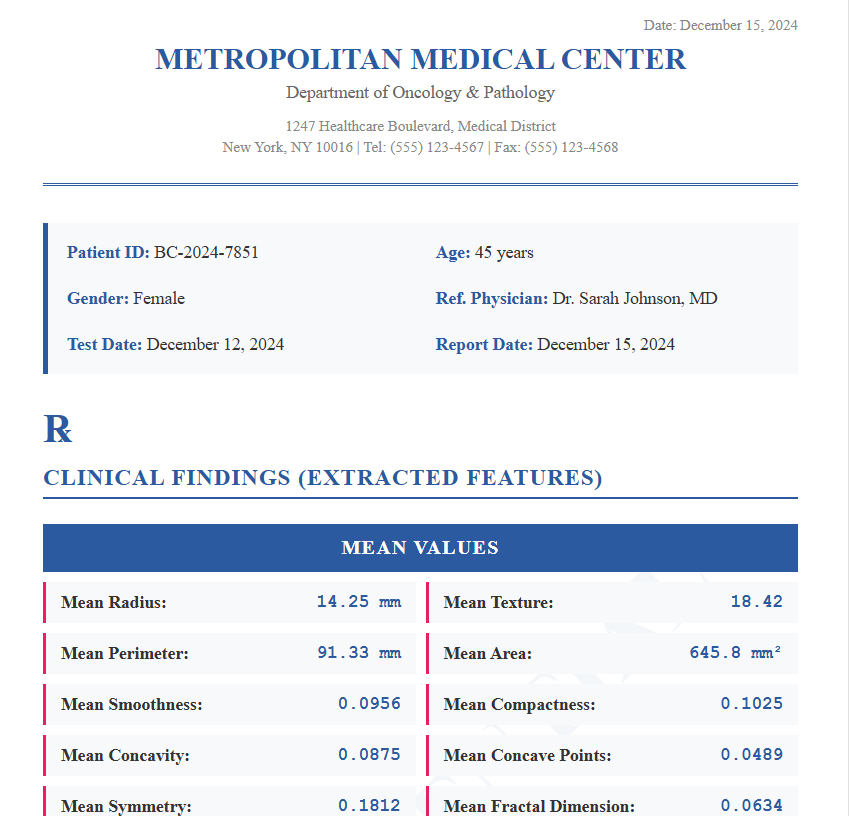 Date: December 15, 2024
METROPOLITAN MEDICAL CENTER
Department of Oncology & Pathology
1247 Healthcare Boulevard, Medical District
New York, NY 10016 | Tel: (555) 123-4567 | Fax: (555) 123-4568
Patient ID: BC-2024-7851 Age: 45 years
Gender: Female Ref. Physician: Dr. Sarah Johnson, MD
Test Date: December 12, 2024 Report Date: December 15, 2024
℞
CLINICAL FINDINGS (EXTRACTED FEATURES)
MEAN VALUES
Mean Radius: 14.25 mm Mean Texture: 18.42
Mean Perimeter: 91.33 mm Mean Area: 645.8 mm²
Mean Smoothness: 0.0956 Mean Compactness: 0.1025
Mean Concavity: 0.0875 Mean Concave Points: 0.0489
Mean Symmetry: 0.1812 Mean Fractal Dimension: 0.0634